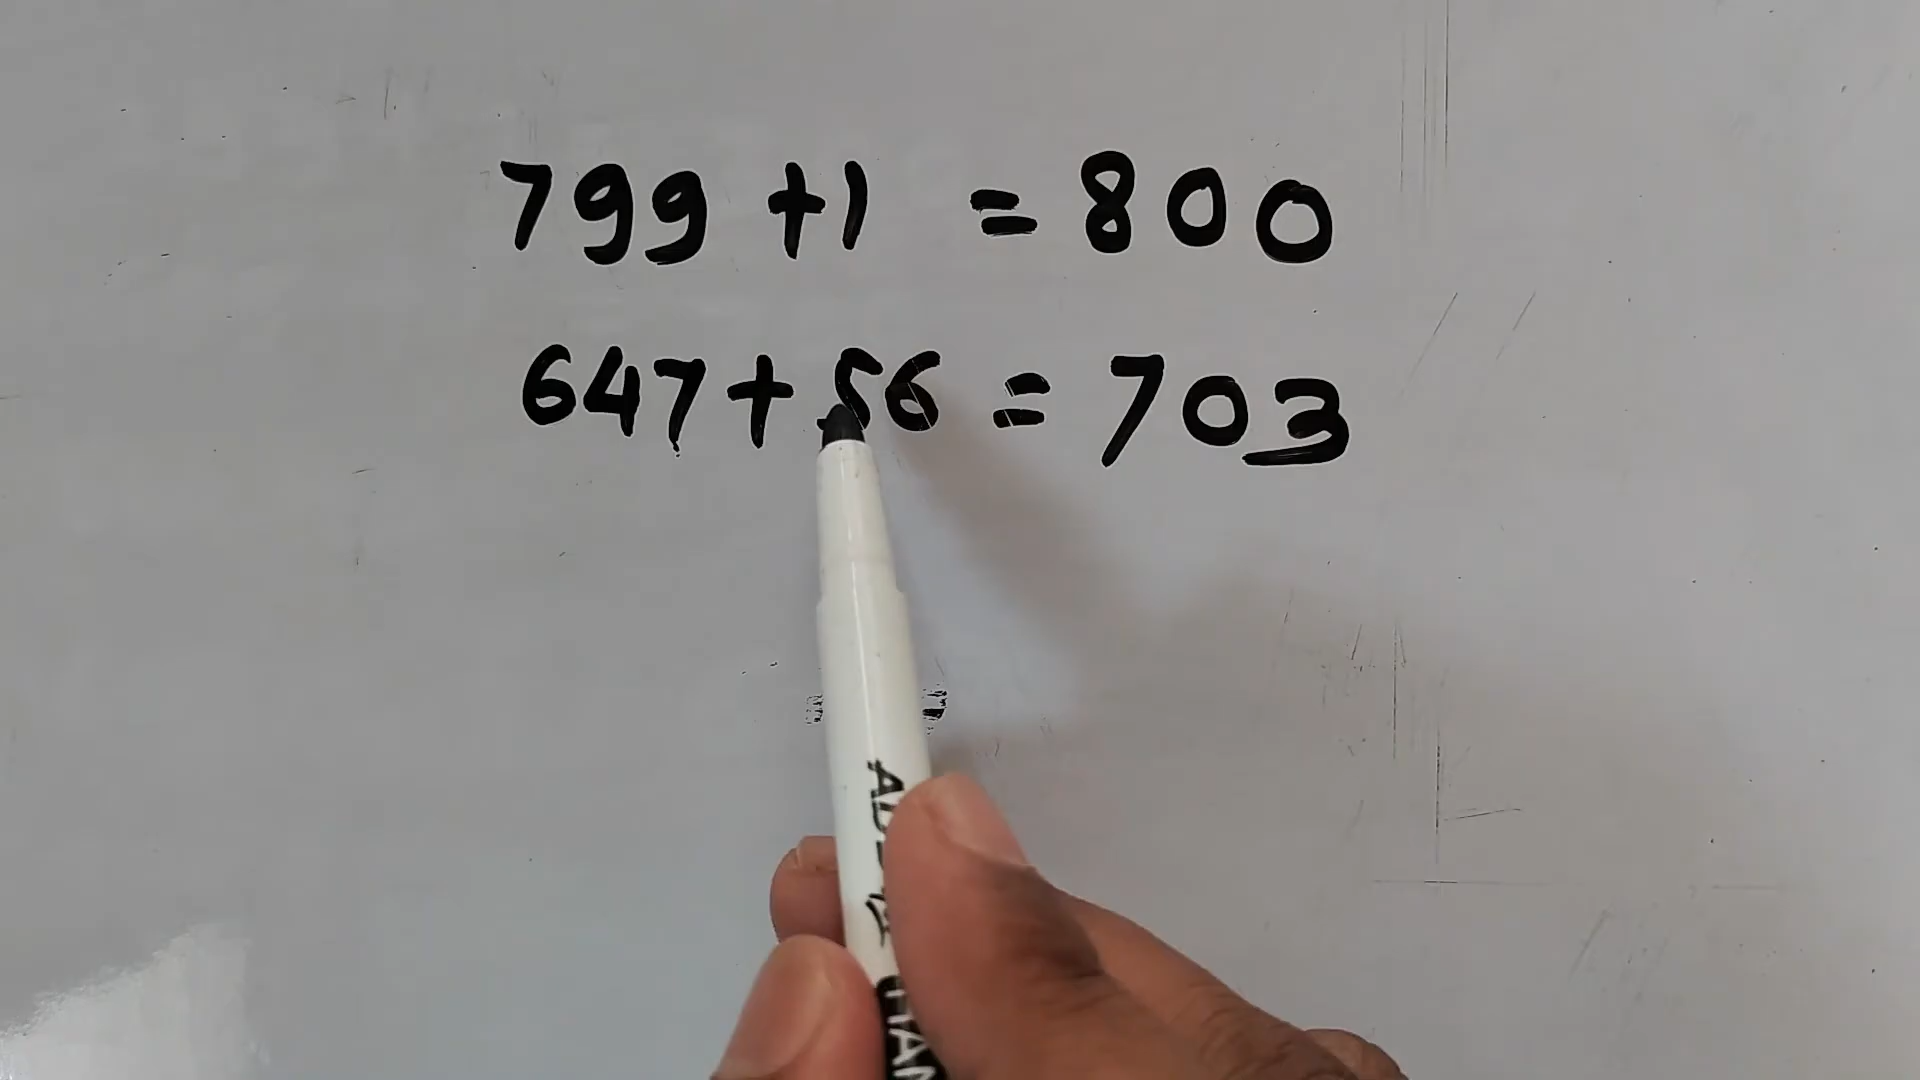 799 + 1 = 800
647 + 56 = 703